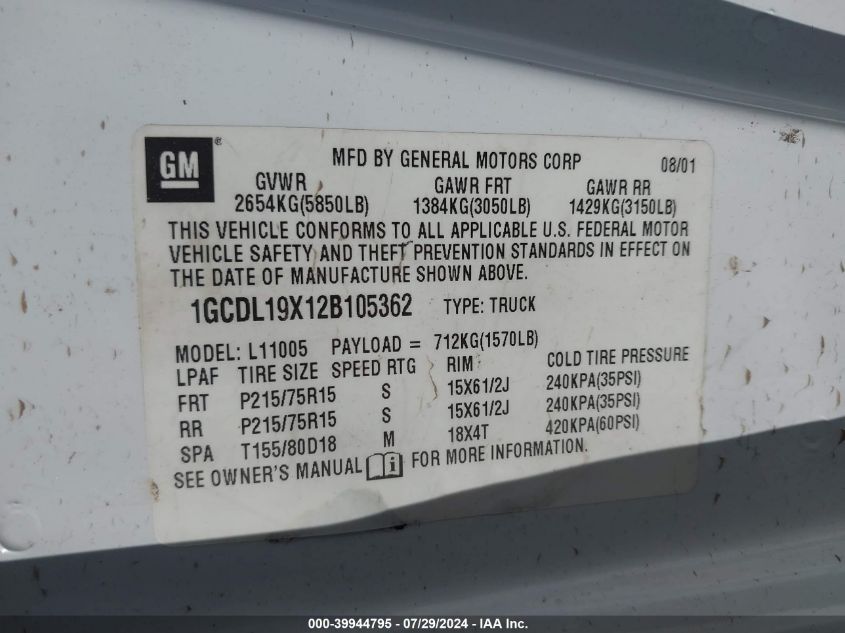 GM®
MFD BY GENERAL MOTORS CORP 08/01
GVWR GAWR FRT GAWR RR
2654KG(5850LB) 1384KG(3050LB) 1429KG(3150LB)
THIS VEHICLE CONFORMS TO ALL APPLICABLE U.S. FEDERAL MOTOR
VEHICLE SAFETY AND THEFT PREVENTION STANDARDS IN EFFECT ON
THE DATE OF MANUFACTURE SHOWN ABOVE.
1GCDL19X12B105362 TYPE: TRUCK
MODEL: L11005 PAYLOAD = 712KG(1570LB)
LPAF TIRE SIZE SPEED RTG RIM COLD TIRE PRESSURE
FRT P215/75R15 S 15X61/2J 240KPA(35PSI)
RR P215/75R15 S 15X61/2J 240KPA(35PSI)
SPA T155/80D18 M 18X4T 420KPA(60PSI)
SEE OWNER'S MANUAL i FOR MORE INFORMATION.
000-39944795 - 07/29/2024 - IAA Inc.